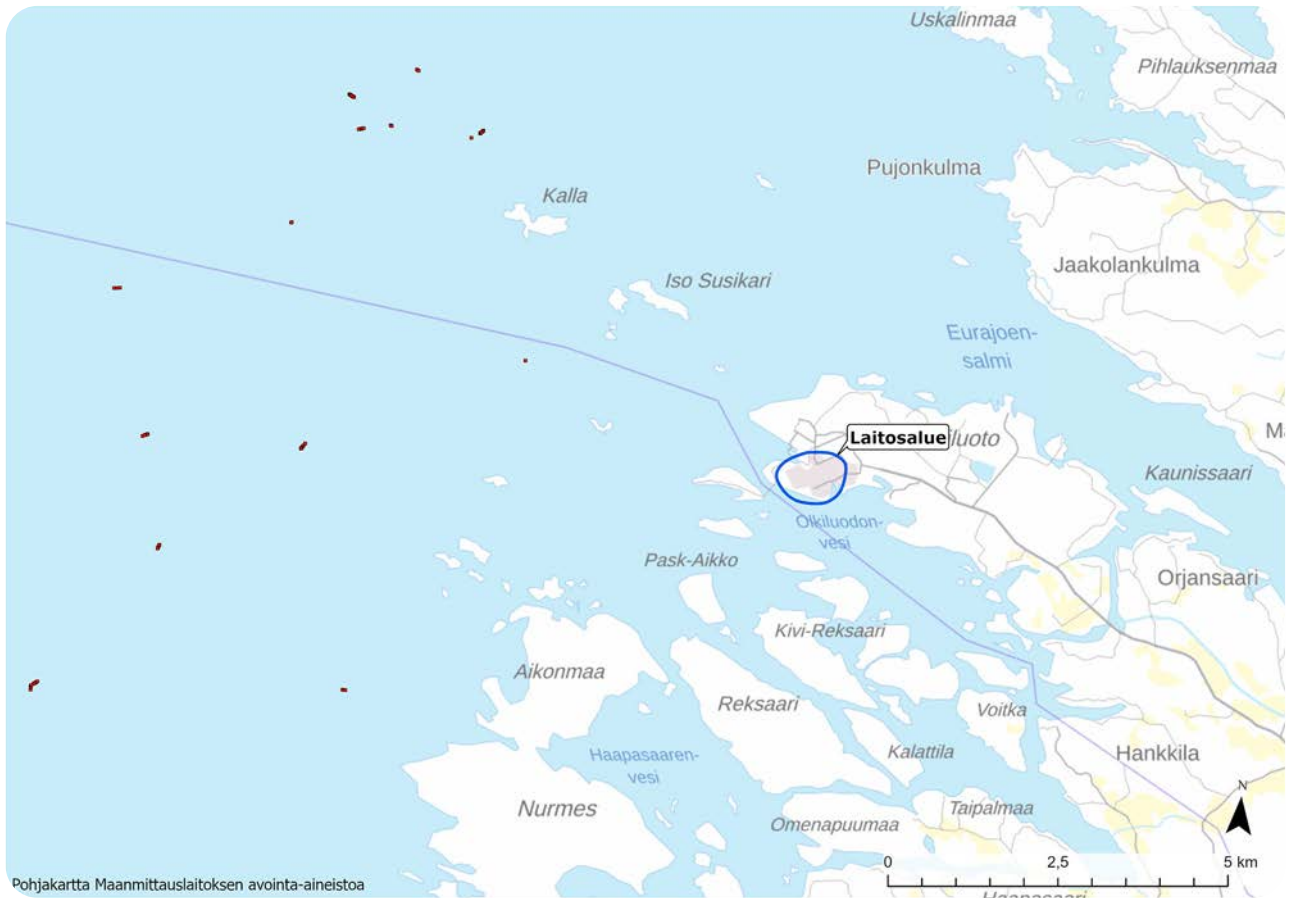 Uskalinmaa
Pihlauksenmaa
Pujonkulma
Kalla
Jaakolankulma
Iso Susikari
Eurajoen-
salmi
Laitosalue
iluoto
Kaunissaari
Olkiluodon-
vesi
Pask-Aikko
Orjansaari
Kivi-Reksaari
Aikonmaa
Reksaari
Voitka
Haapasaaren-
vesi
Kalattila
Hankkila
Nurmes
Taipalmaa
Omenapuumaa
N
0 2,5 5 km
Pohjakartta Maanmittauslaitoksen avointa-aineistoa